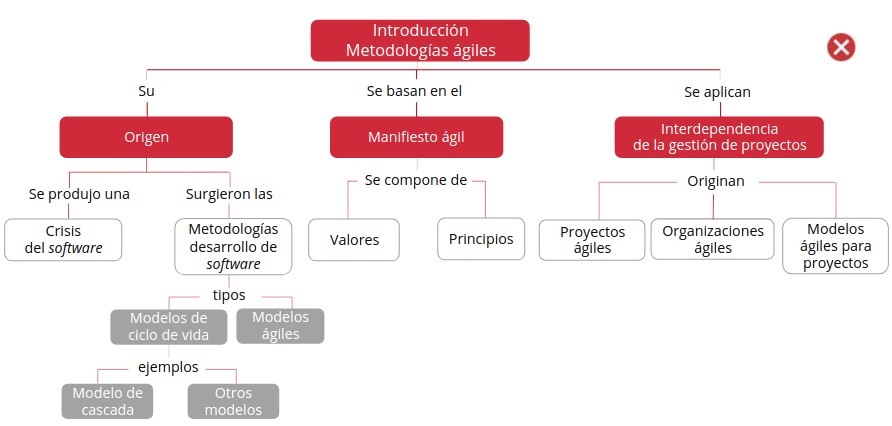 Introducción
Metodologías ágiles
Su
Se basan en el
Se aplican
Origen
Manifiesto ágil
Interdependencia
de la gestión de proyectos
Se produjo una
Surgieron las
Se compone de
Originan
Crisis
del software
Metodologías
desarrollo de
software
Valores
Principios
Proyectos
ágiles
Organizaciones
ágiles
Modelos
ágiles para
proyectos
tipos
Modelos de
ciclo de vida
Modelos
ágiles
ejemplos
Modelo de
cascada
Otros
modelos